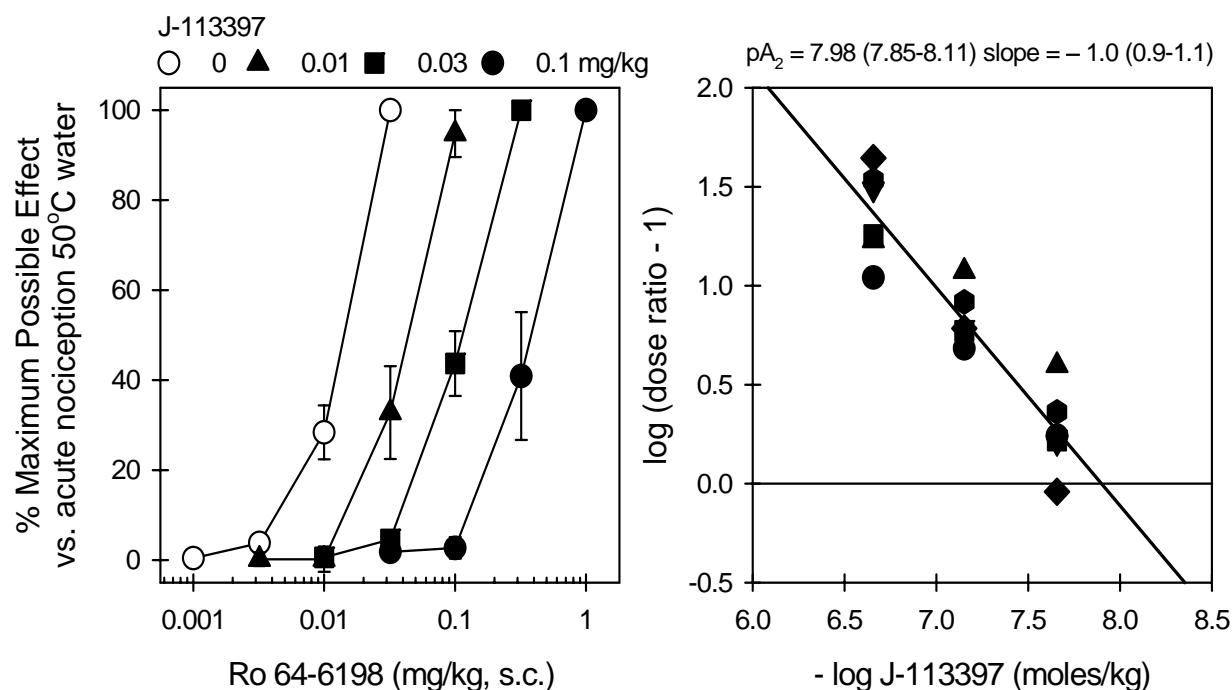 J-113397
0 0.01 0.03 0.1 mg/kg
% Maximum Possible Effect
vs. acute nociception 50°C water
100
80
60
40
20
0
0.001 0.01 0.1 1
Ro 64-6198 (mg/kg, s.c.)
pA₂ = 7.98 (7.85-8.11) slope = – 1.0 (0.9-1.1)
log (dose ratio - 1)
2.0
1.5
1.0
0.5
0.0
-0.5
6.0 6.5 7.0 7.5 8.0 8.5
- log J-113397 (moles/kg)